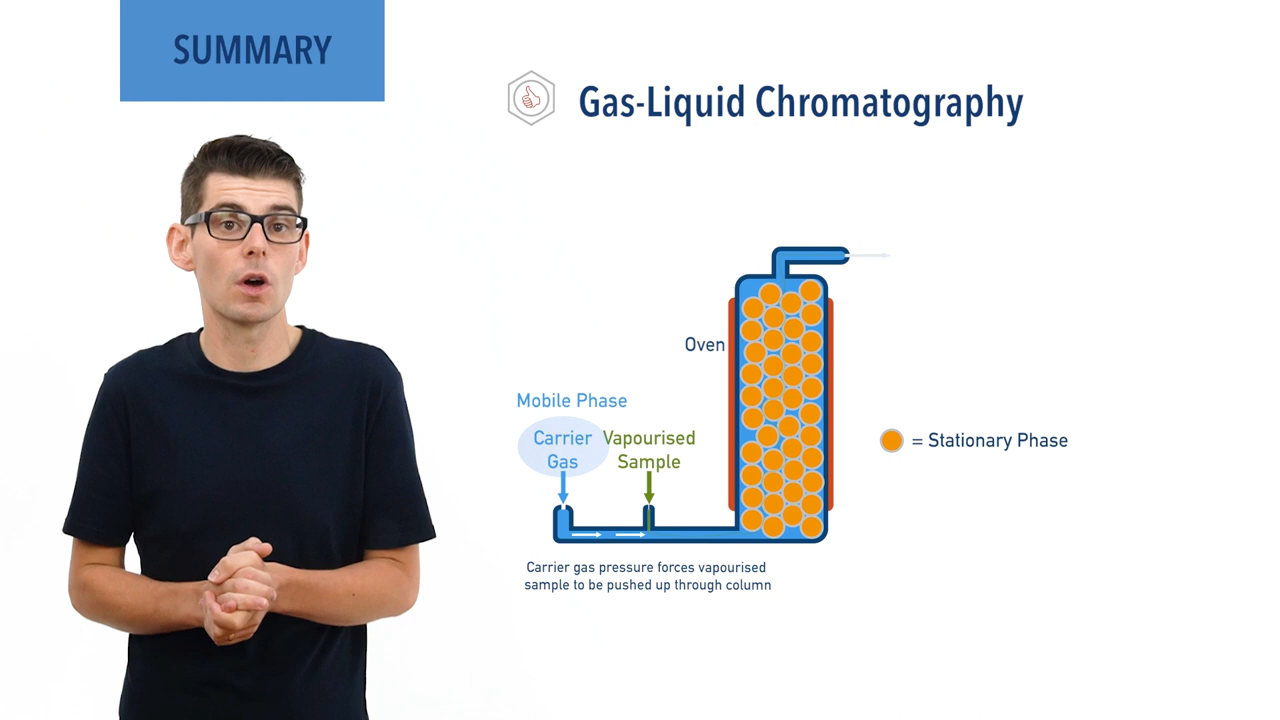 SUMMARY
Gas-Liquid Chromatography
Oven
Mobile Phase
Carrier
Gas
Vapourised
Sample
= Stationary Phase
Carrier gas pressure forces vapourised
sample to be pushed up through column